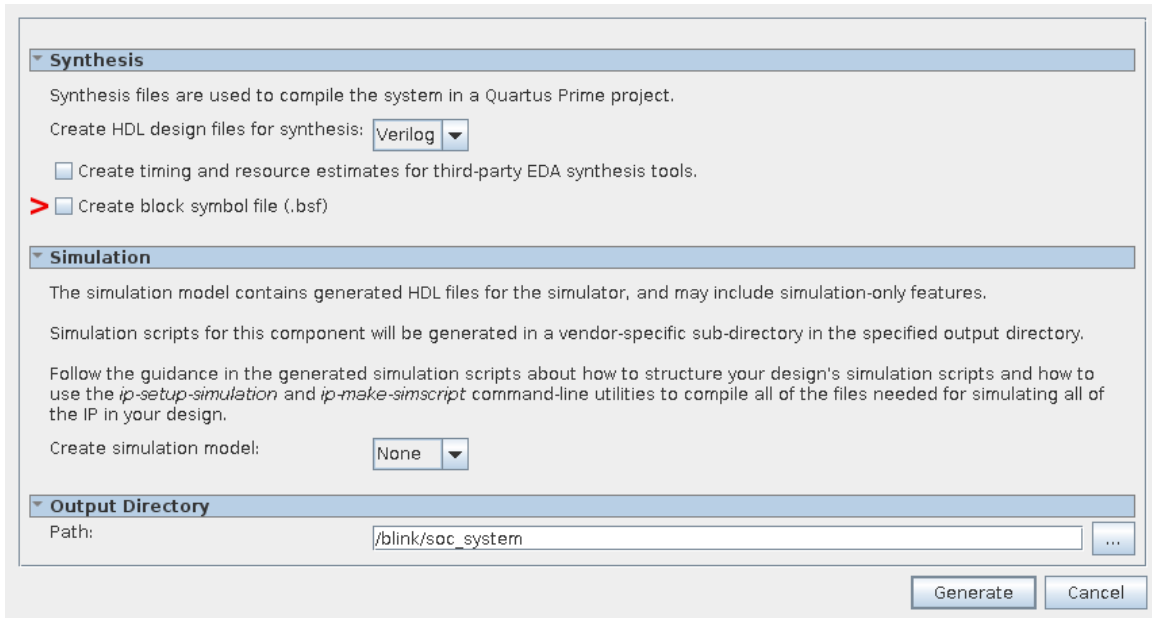 Synthesis
Synthesis files are used to compile the system in a Quartus Prime project.
Create HDL design files for synthesis: Verilog
Create timing and resource estimates for third-party EDA synthesis tools.
> Create block symbol file (.bsf)
Simulation
The simulation model contains generated HDL files for the simulator, and may include simulation-only features.
Simulation scripts for this component will be generated in a vendor-specific sub-directory in the specified output directory.
Follow the guidance in the generated simulation scripts about how to structure your design's simulation scripts and how to
use the ip-setup-simulation and ip-make-simscript command-line utilities to compile all of the files needed for simulating all of
the IP in your design.
Create simulation model: None
Output Directory
Path: /blink/soc_system ...
Generate Cancel